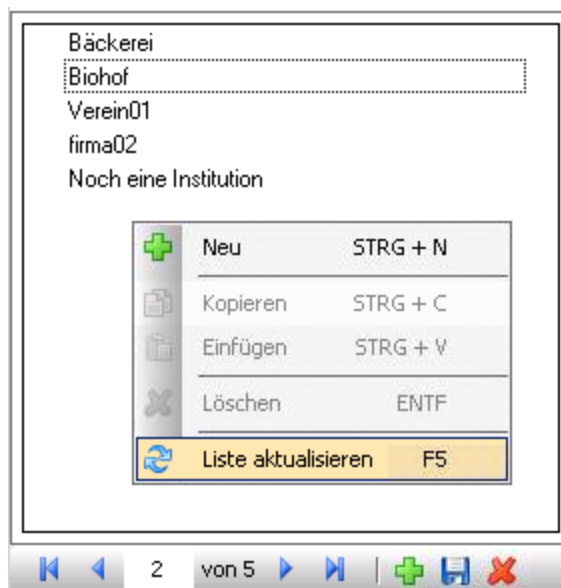 Bäckerei
Biohof
Verein01
firma02
Noch eine Institution
Neu STRG + N
Kopieren STRG + C
Einfügen STRG + V
Löschen ENTF
Liste aktualisieren F5
2 von 5